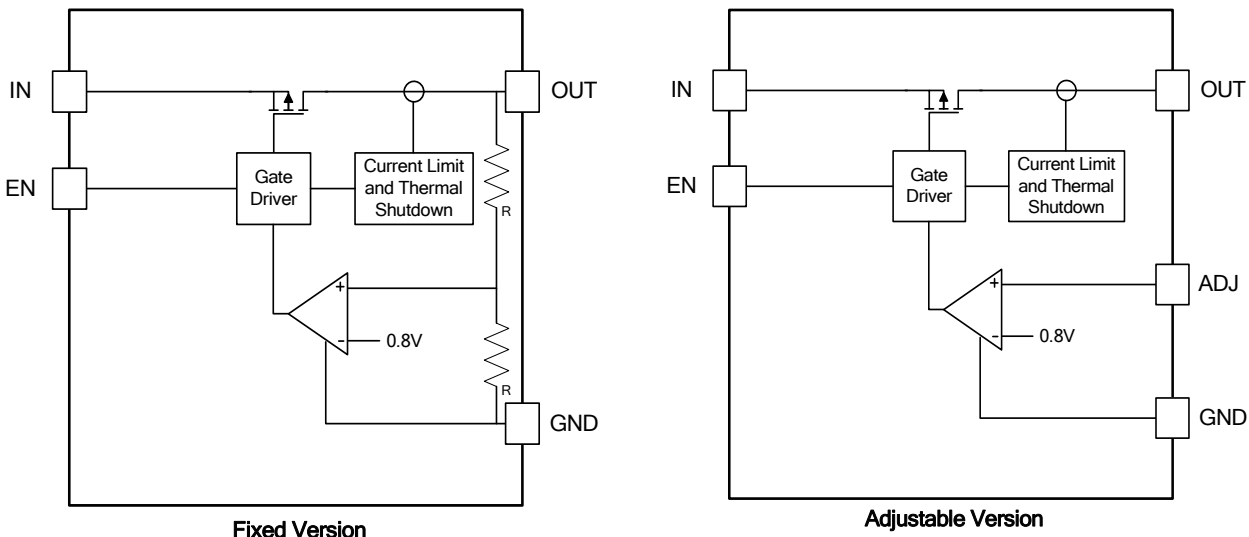 IN
OUT
EN
Gate
Driver
Current Limit
and Thermal
Shutdown
R
+
-
0.8V
R
GND
Fixed Version
IN
OUT
EN
Gate
Driver
Current Limit
and Thermal
Shutdown
ADJ
+
-
0.8V
GND
Adjustable Version